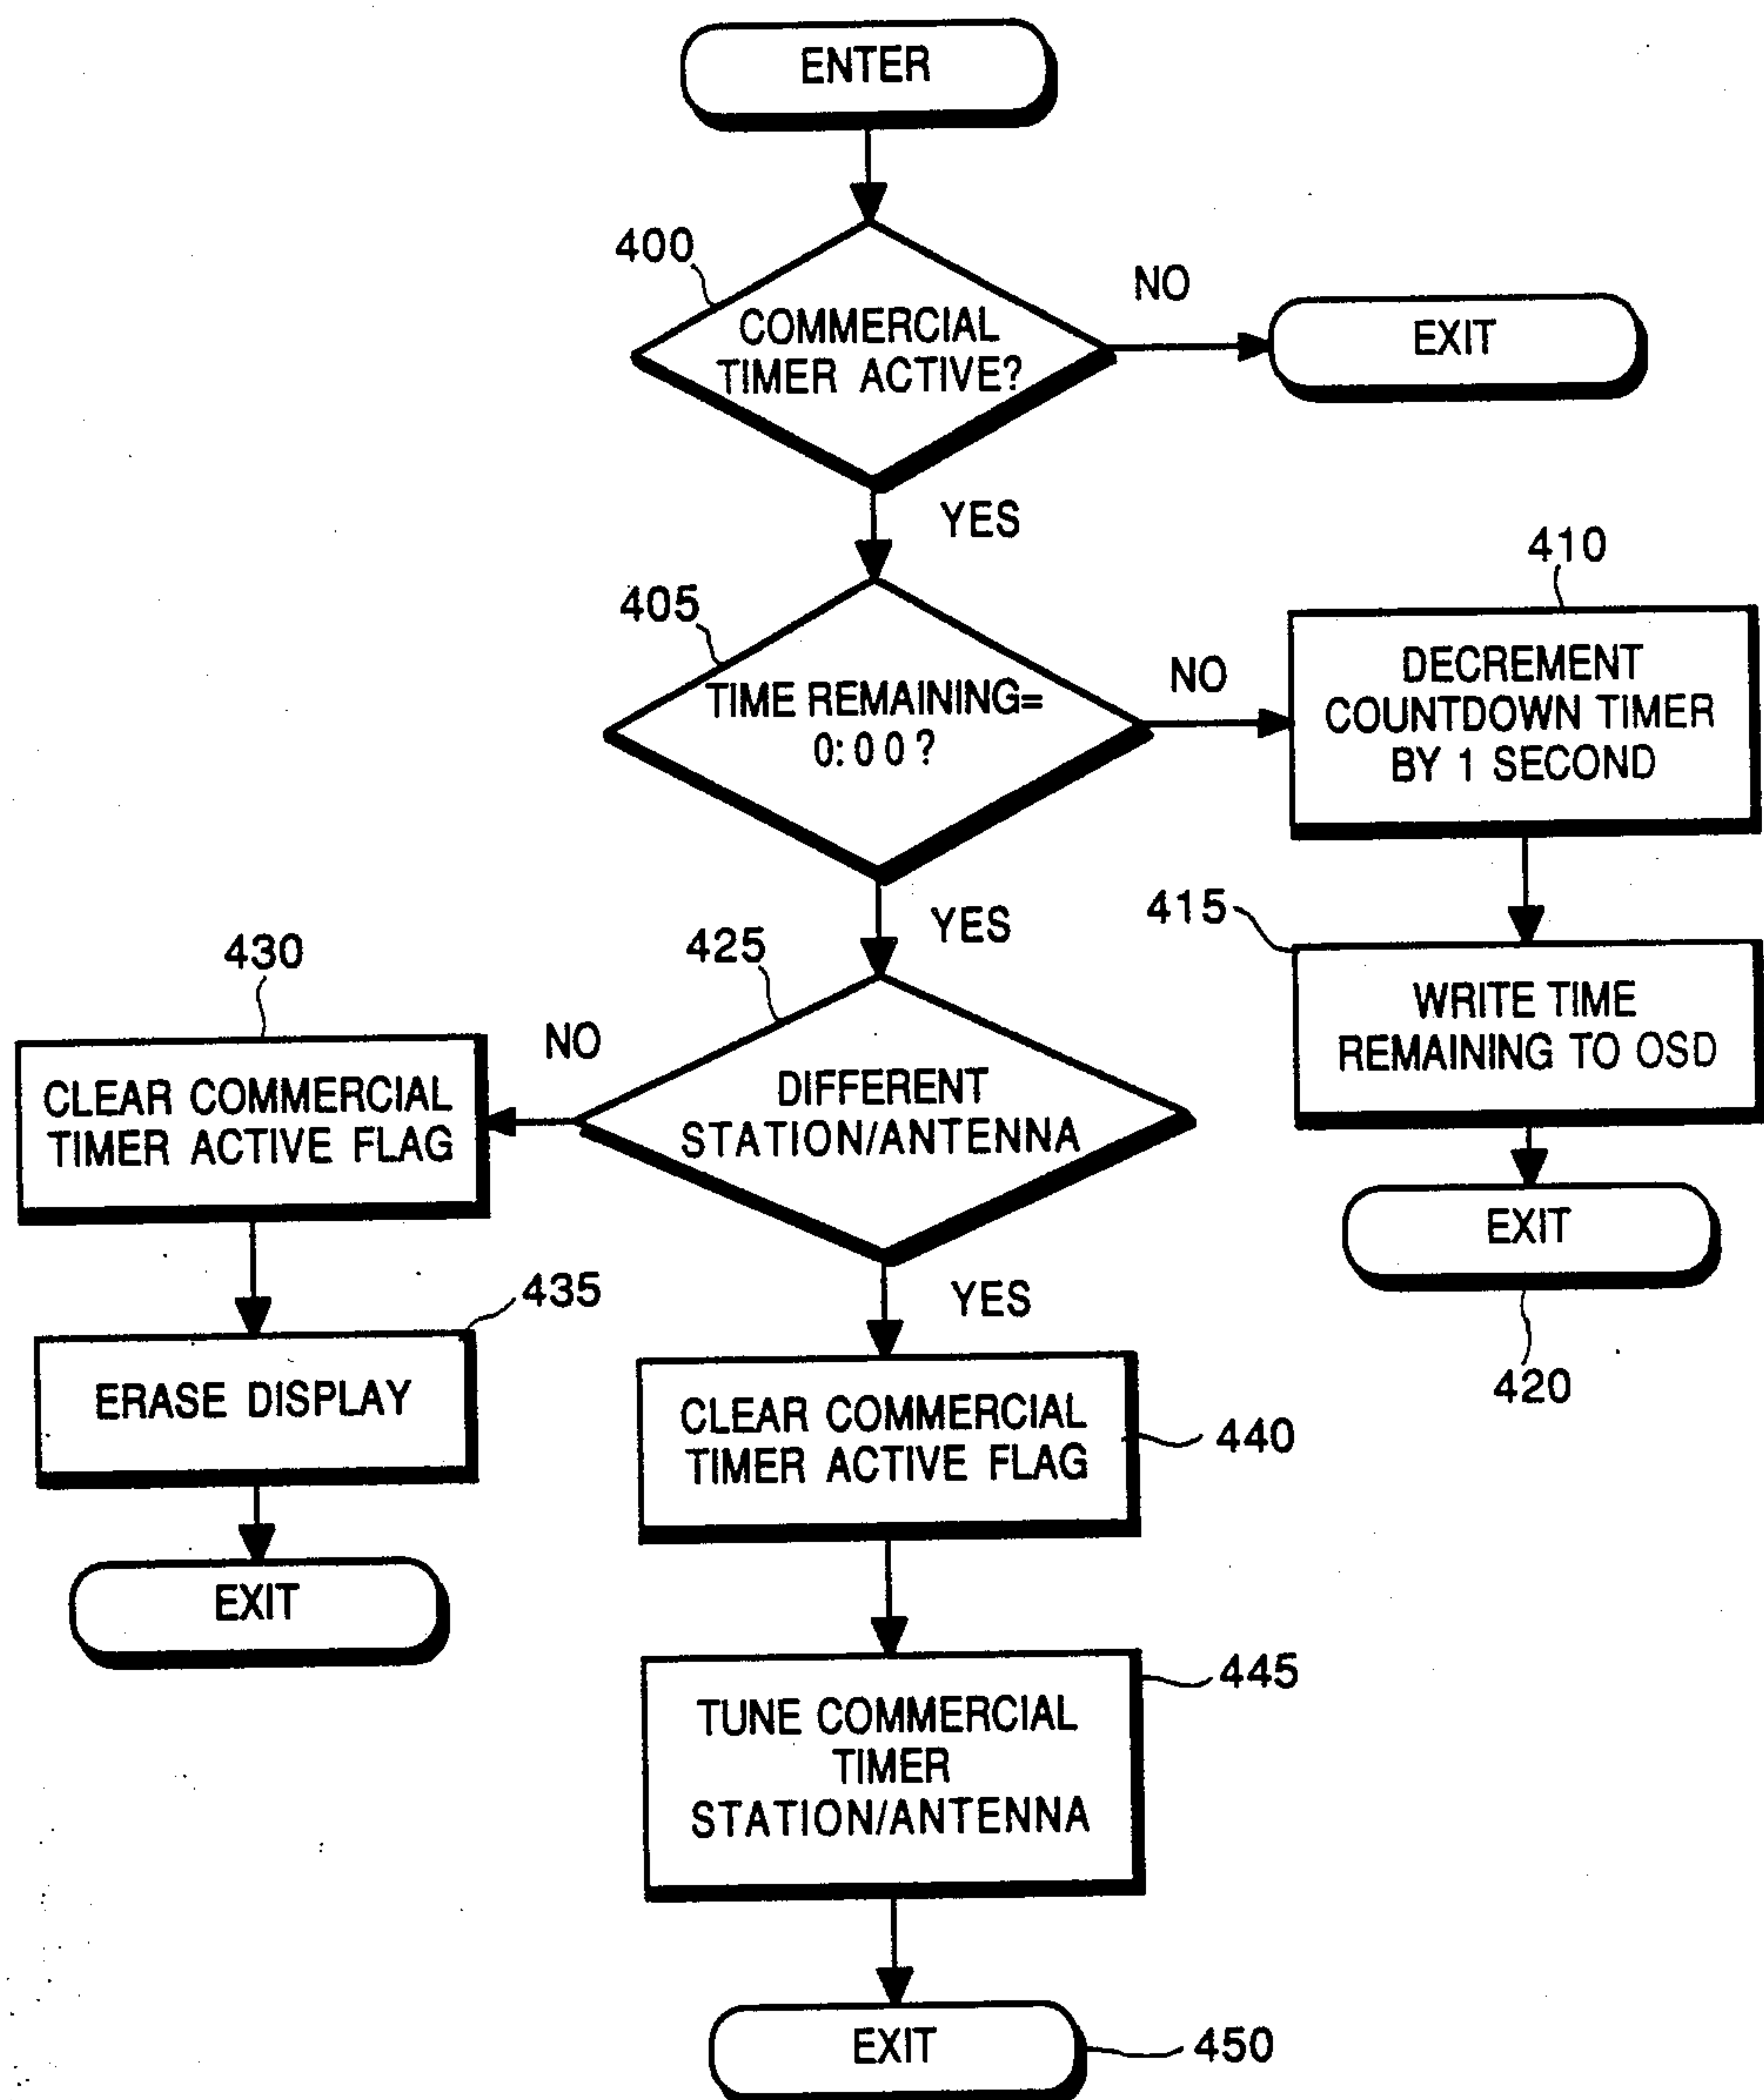 ENTER
400
COMMERCIAL
TIMER ACTIVE?
NO
EXIT
YES
405
TIME REMAINING=
0:00?
NO
410
DECREMENT
COUNTDOWN TIMER
BY 1 SECOND
415
WRITE TIME
REMAINING TO OSD
EXIT
420
YES
425
DIFFERENT
STATION/ANTENNA
NO
430
CLEAR COMMERCIAL
TIMER ACTIVE FLAG
435
ERASE DISPLAY
EXIT
YES
CLEAR COMMERCIAL
TIMER ACTIVE FLAG
440
TUNE COMMERCIAL
TIMER
STATION/ANTENNA
445
EXIT
450